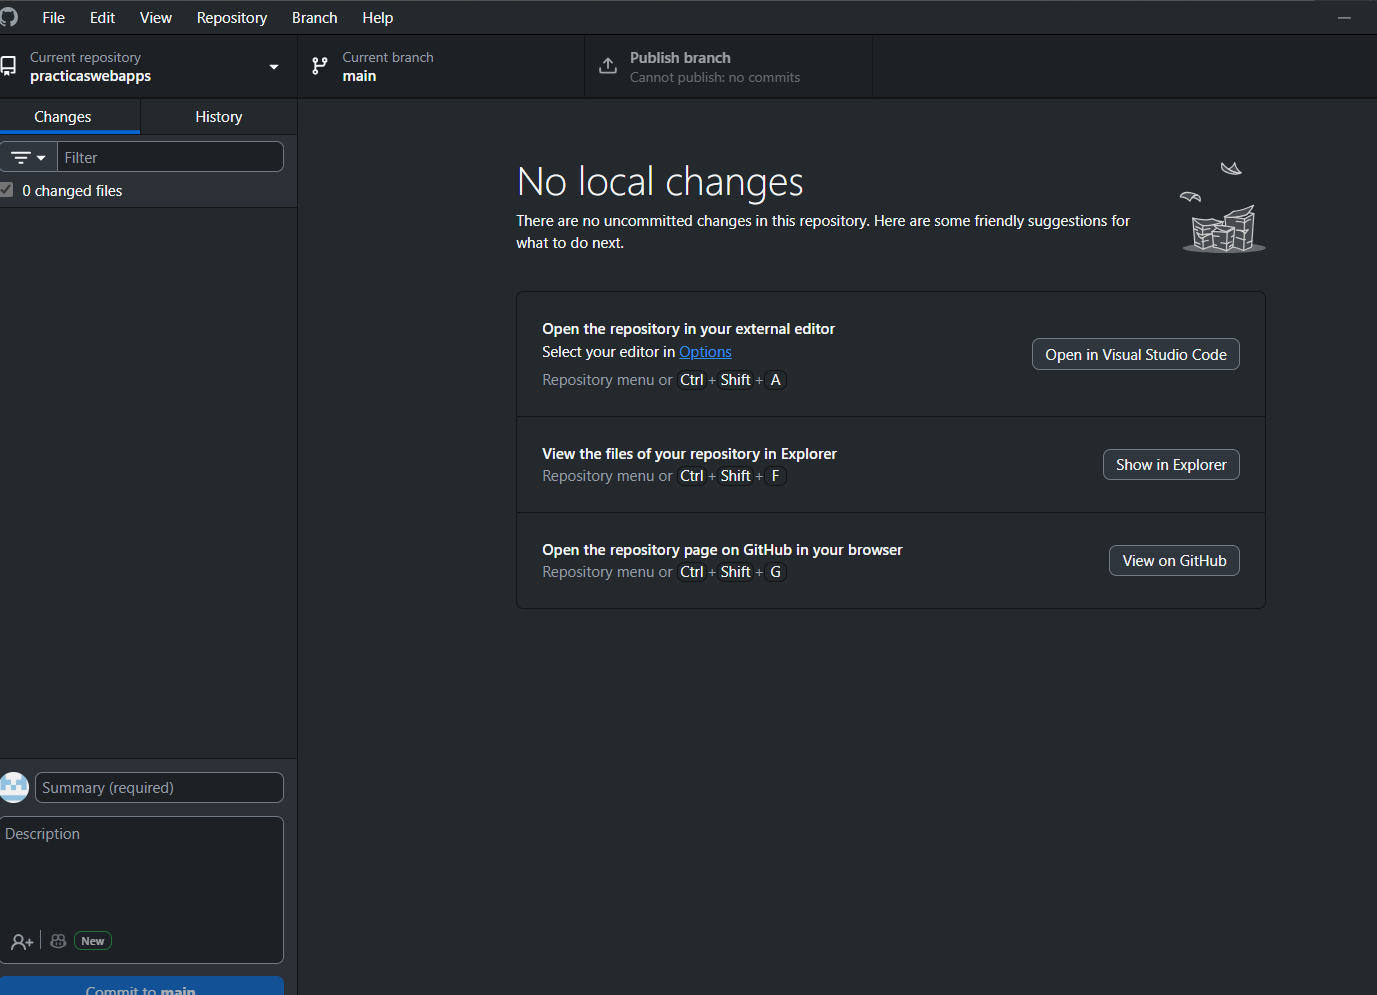 File Edit View Repository Branch Help
Current repository
practicaswebapps
Current branch
main
Publish branch
Cannot publish: no commits
Changes
History
Filter
0 changed files
No local changes
There are no uncommitted changes in this repository. Here are some friendly suggestions for
what to do next.
Open the repository in your external editor
Select your editor in Options
Repository menu or Ctrl + Shift + A
Open in Visual Studio Code
View the files of your repository in Explorer
Repository menu or Ctrl + Shift + F
Show in Explorer
Open the repository page on GitHub in your browser
Repository menu or Ctrl + Shift + G
View on GitHub
Summary (required)
Description
New
Commit to main